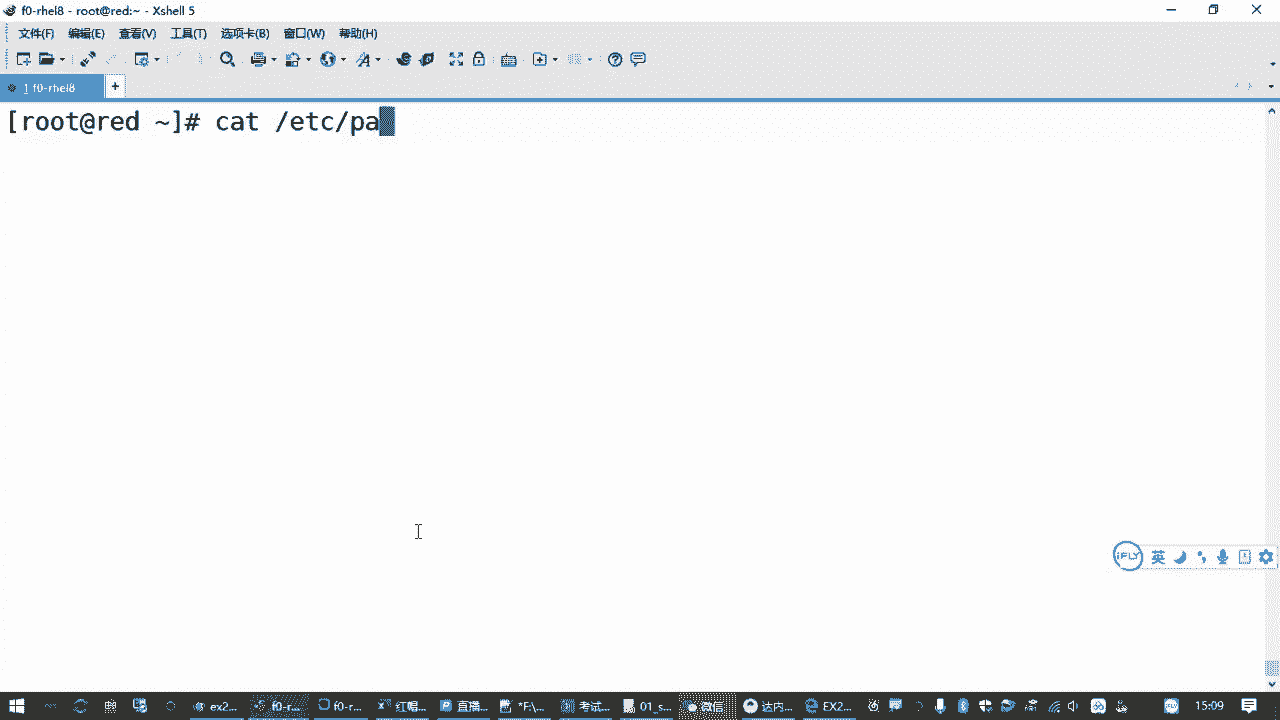 f0-rhel8 - root@red:~ - Xshell 5
文件(F) 编辑(E) 查看(V) 工具(T) 选项卡(B) 窗口(W) 帮助(H)
1 f0-rhel8 +
[root@red ~]# cat /etc/pa
iFLY 英
ex2... f0-r... f0-r... 红帽... 直播... *F:\... 考试... 01_s... 微信 达内... EX2... iFLY 15:09